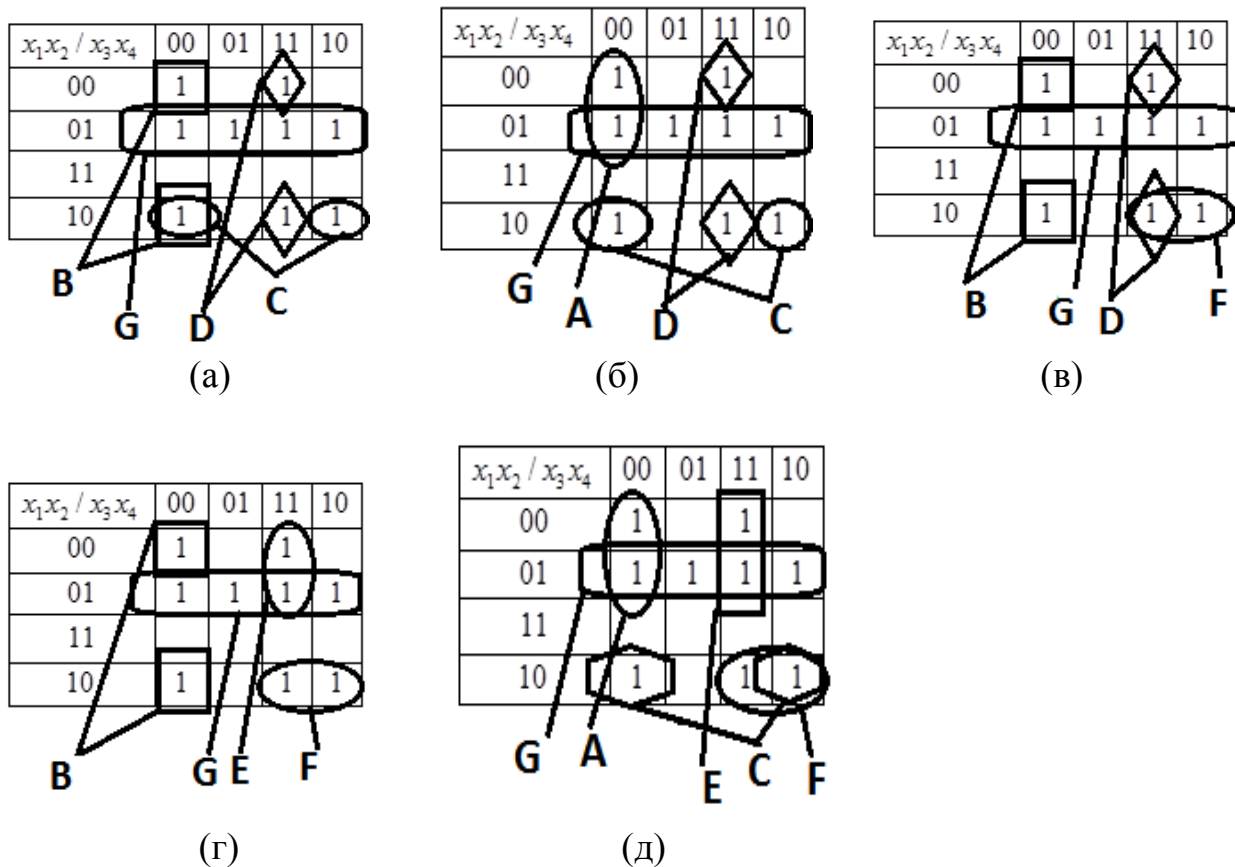 x₁x₂ / x₃x₄ 00 01 11 10
00 1 1
01 1 1 1 1
11
10 1 1 1
B G D C
(а)
x₁x₂ / x₃x₄ 00 01 11 10
00 1 1
01 1 1 1 1
11
10 1 1 1
G A D C
(б)
x₁x₂ / x₃x₄ 00 01 11 10
00 1 1
01 1 1 1 1
11
10 1 1 1
B G D F
(в)
x₁x₂ / x₃x₄ 00 01 11 10
00 1 1
01 1 1 1 1
11
10 1 1 1
B G E F
(г)
x₁x₂ / x₃x₄ 00 01 11 10
00 1 1
01 1 1 1 1
11
10 1 1 1
G A E C F
(д)